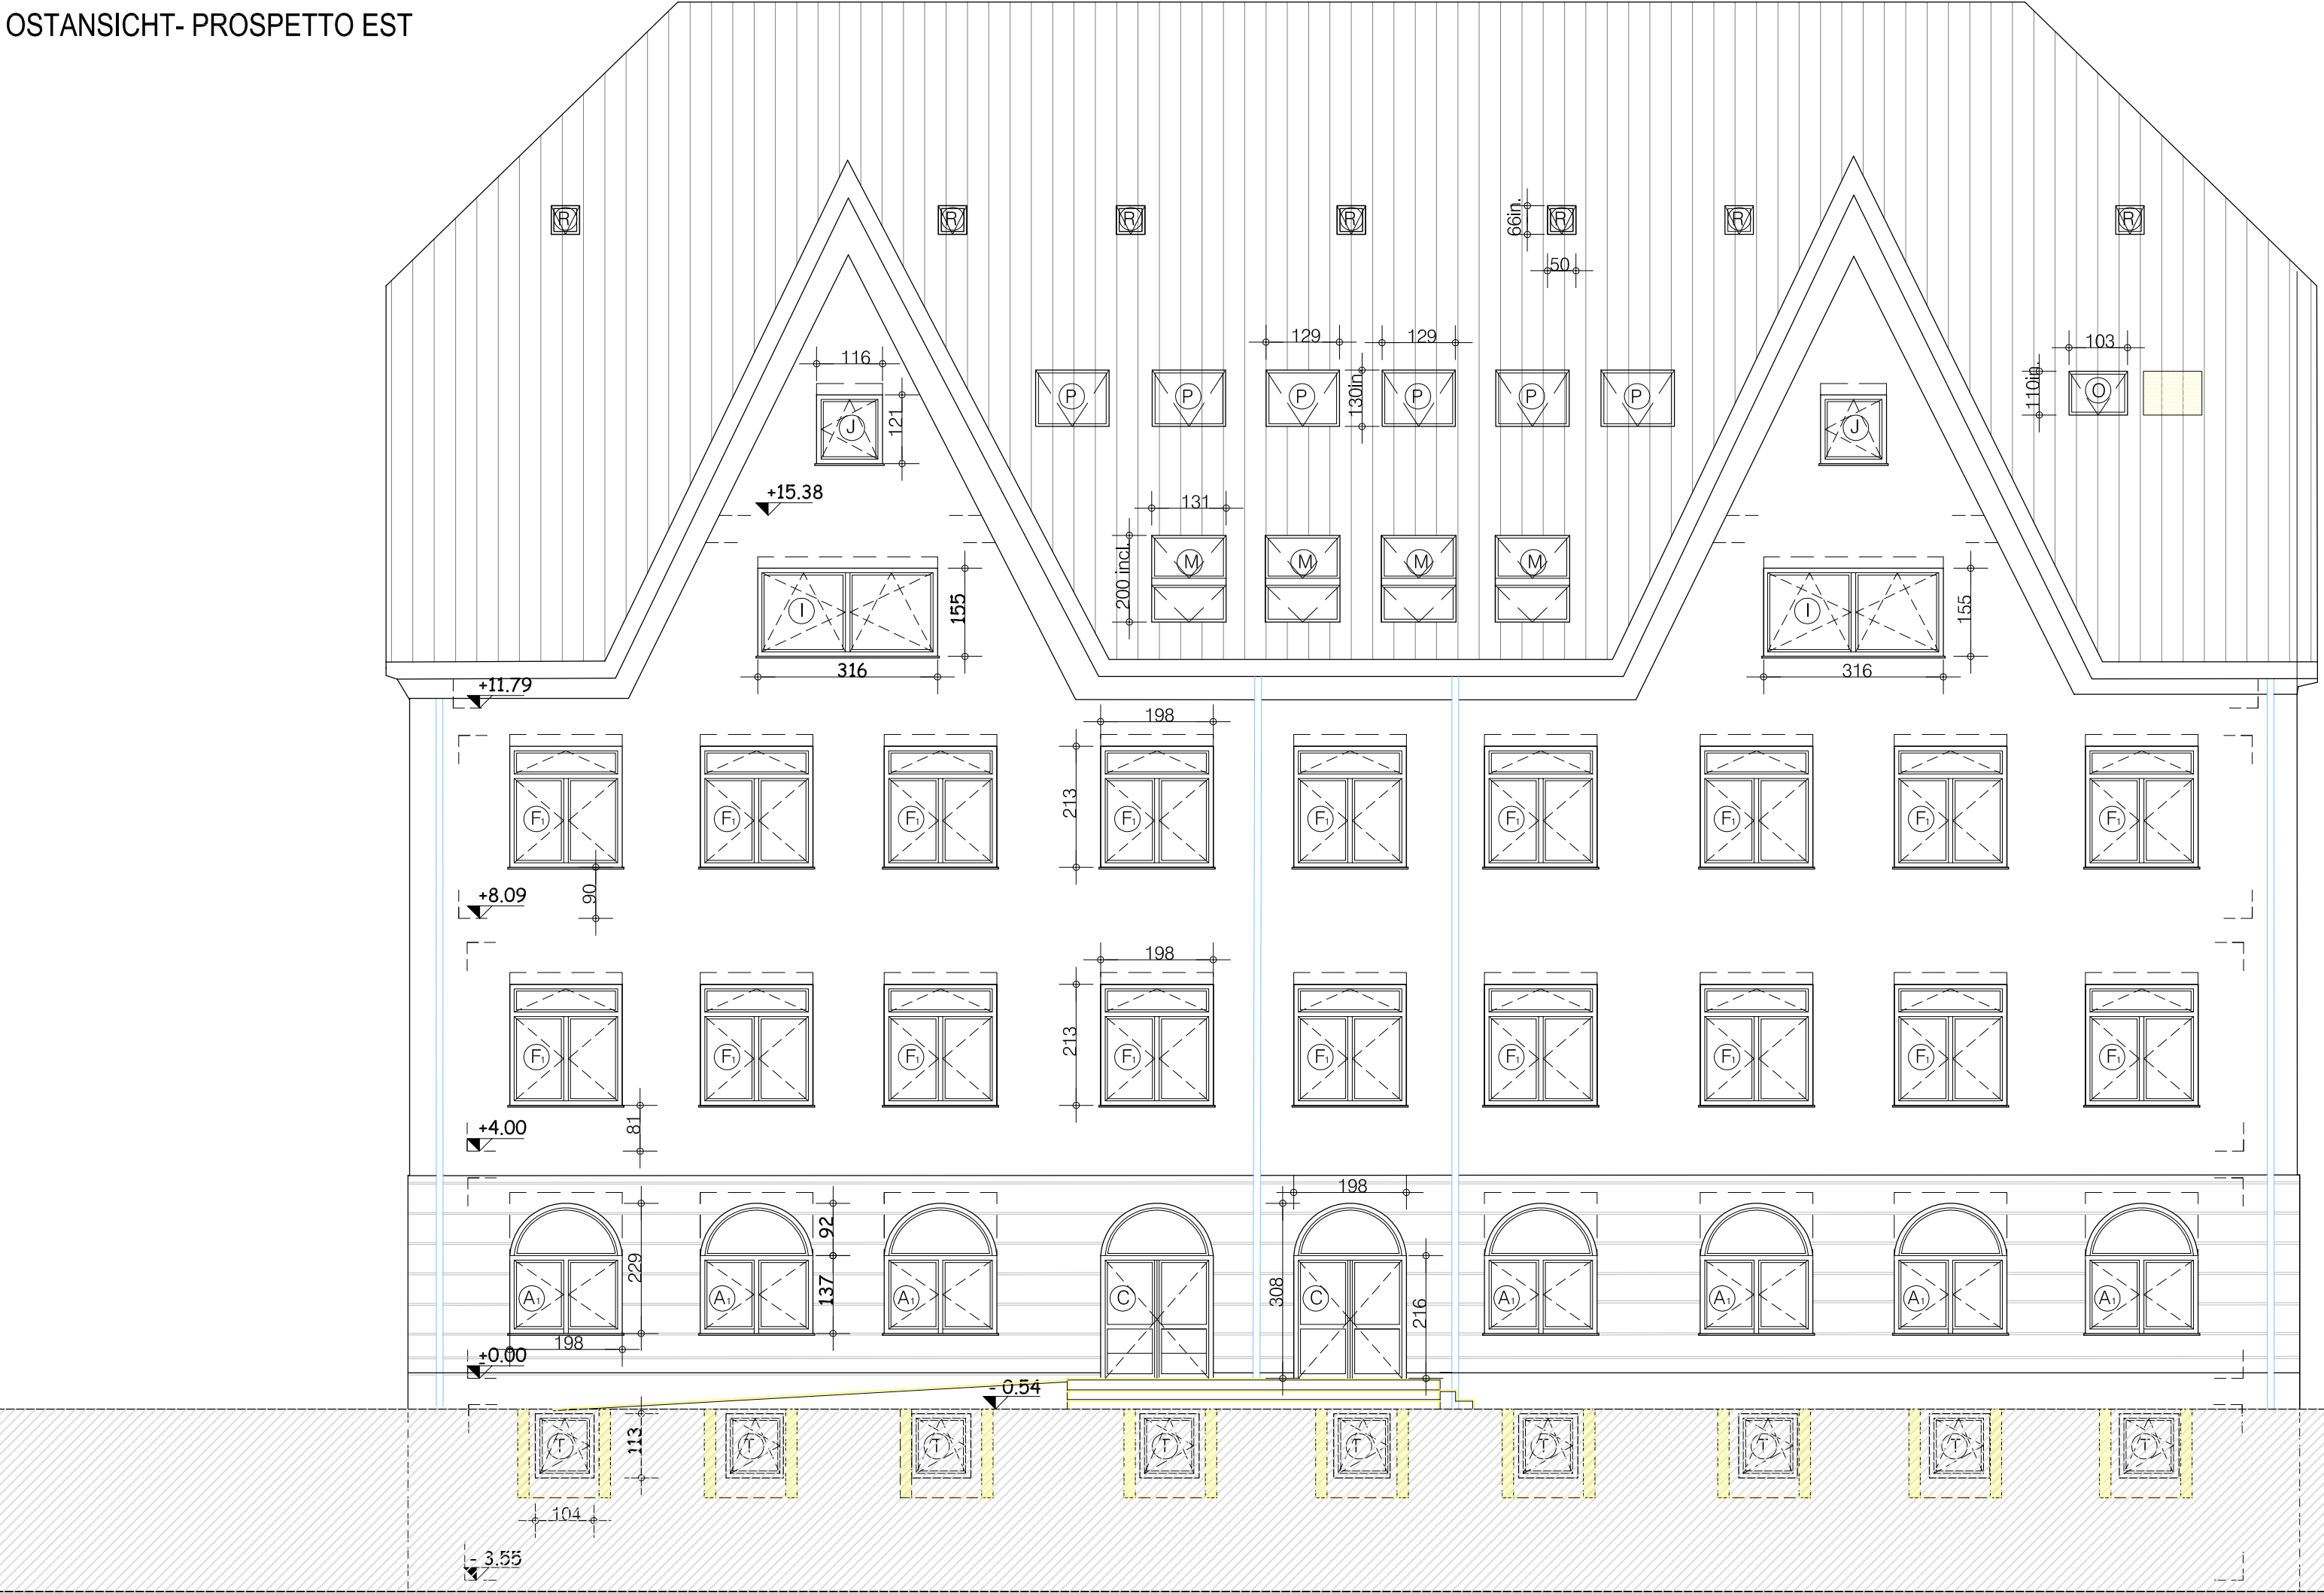 OSTANSICHT- PROSPETTO EST
R R R R R R R
66in.
50
129 129
116
103
110in.
130in.
P P P P P P
O
121
J J
+15.38
131
200 incl.
M M M M
I I
155 155
316 316
+11.79
198
213
F1 F1 F1 F1 F1 F1 F1 F1 F1
+8.09
90
198
213
F1 F1 F1 F1 F1 F1 F1 F1 F1
+4.00
81
198
92
229
137
308
216
A1 A1 A1 C C A1 A1 A1 A1
198
±0.00
- 0.54
113
T T T T T T T T T
104
- 3.55